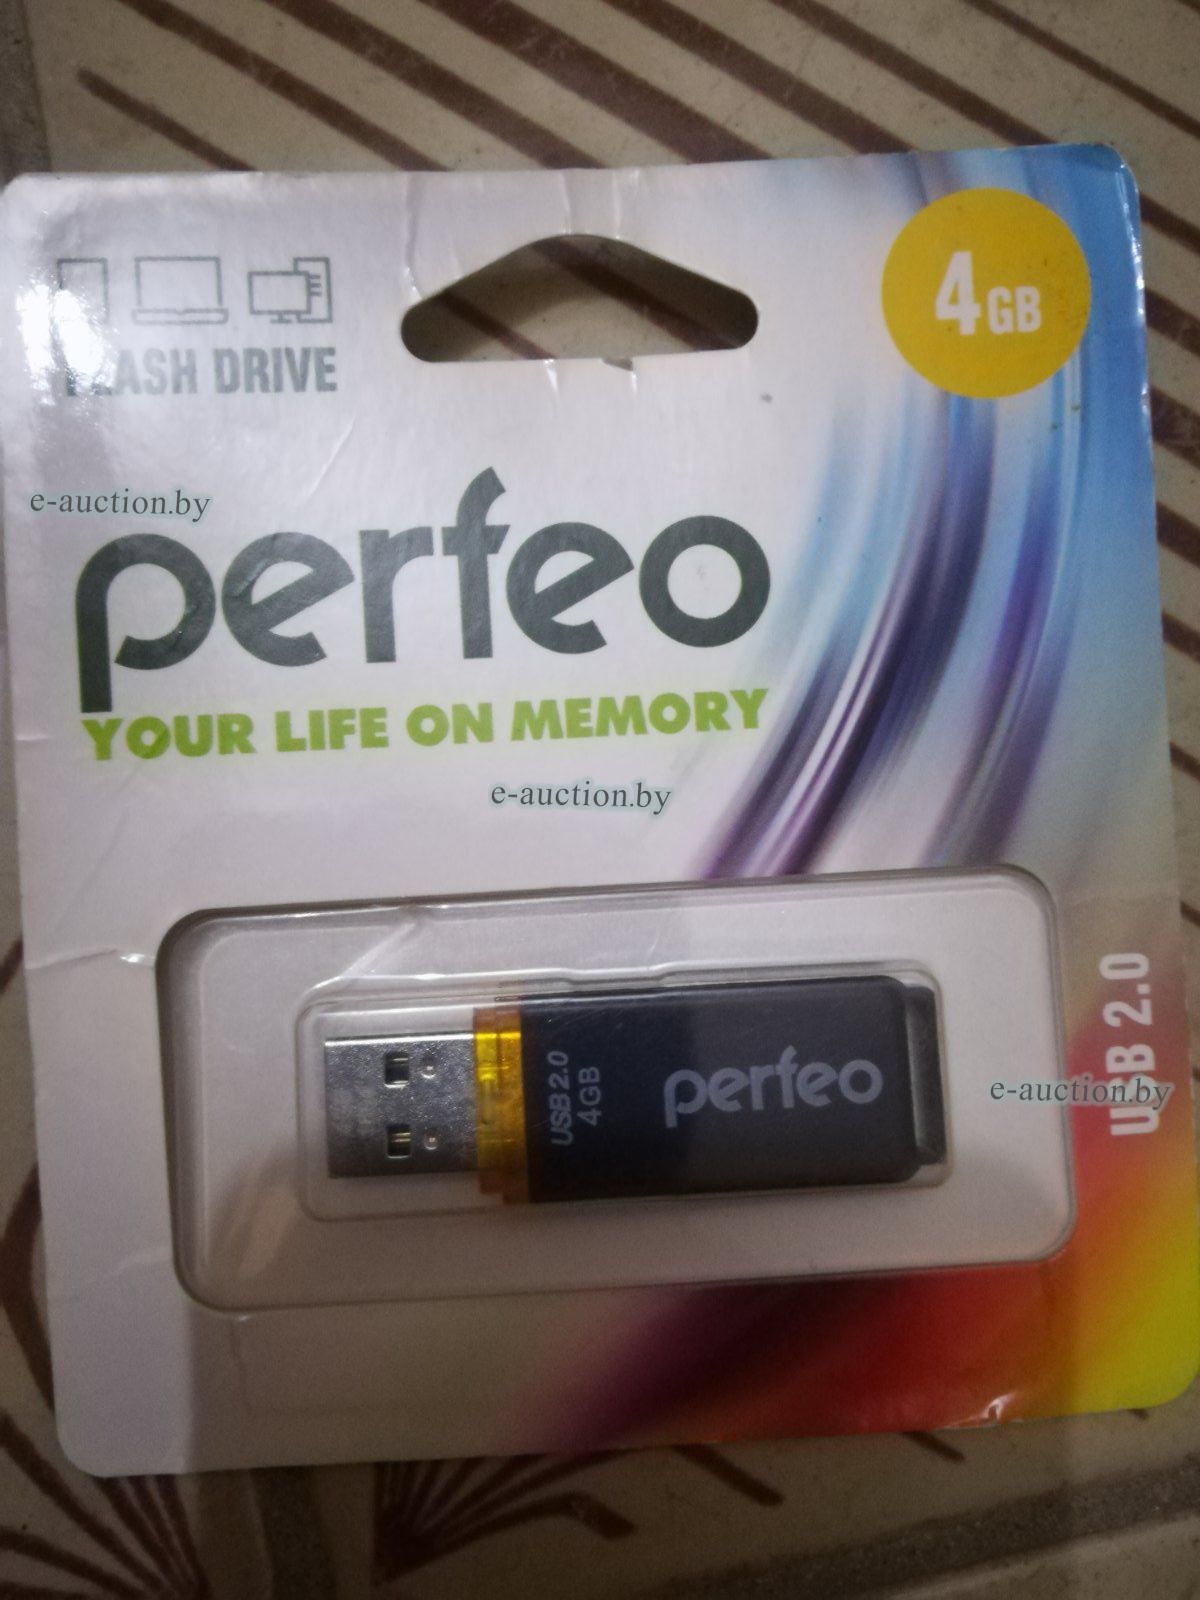 4GB
FLASH DRIVE
e-auction.by
perfeo
YOUR LIFE ON MEMORY
e-auction.by
USB 2.0
4GB
perfeo
USB 2.0
e-auction.by